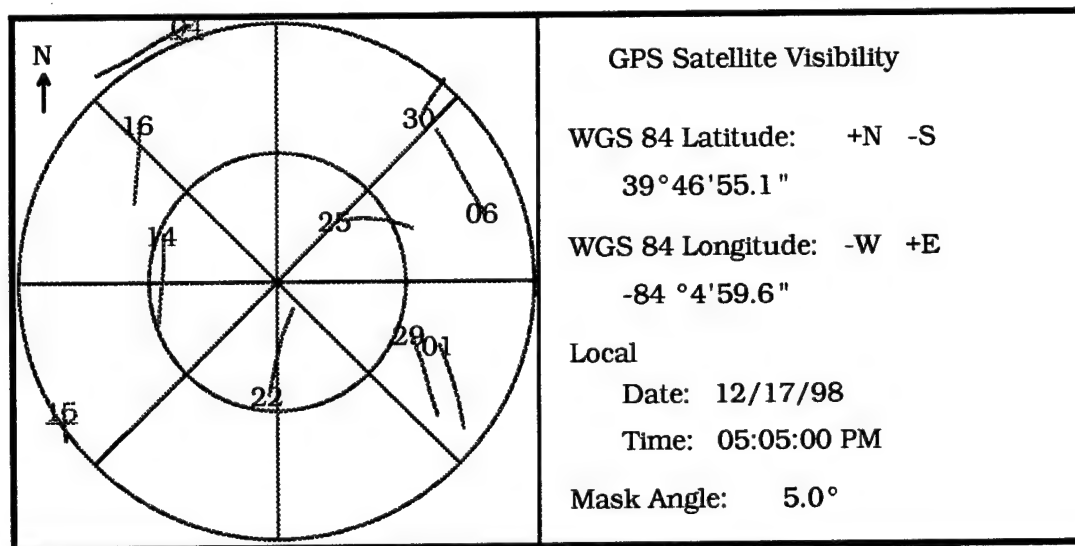 04
N
30
16
06
25
14
29
01
22
15
GPS Satellite Visibility
WGS 84 Latitude: +N -S
39°46'55.1"
WGS 84 Longitude: -W +E
-84 °4'59.6"
Local
Date: 12/17/98
Time: 05:05:00 PM
Mask Angle: 5.0°